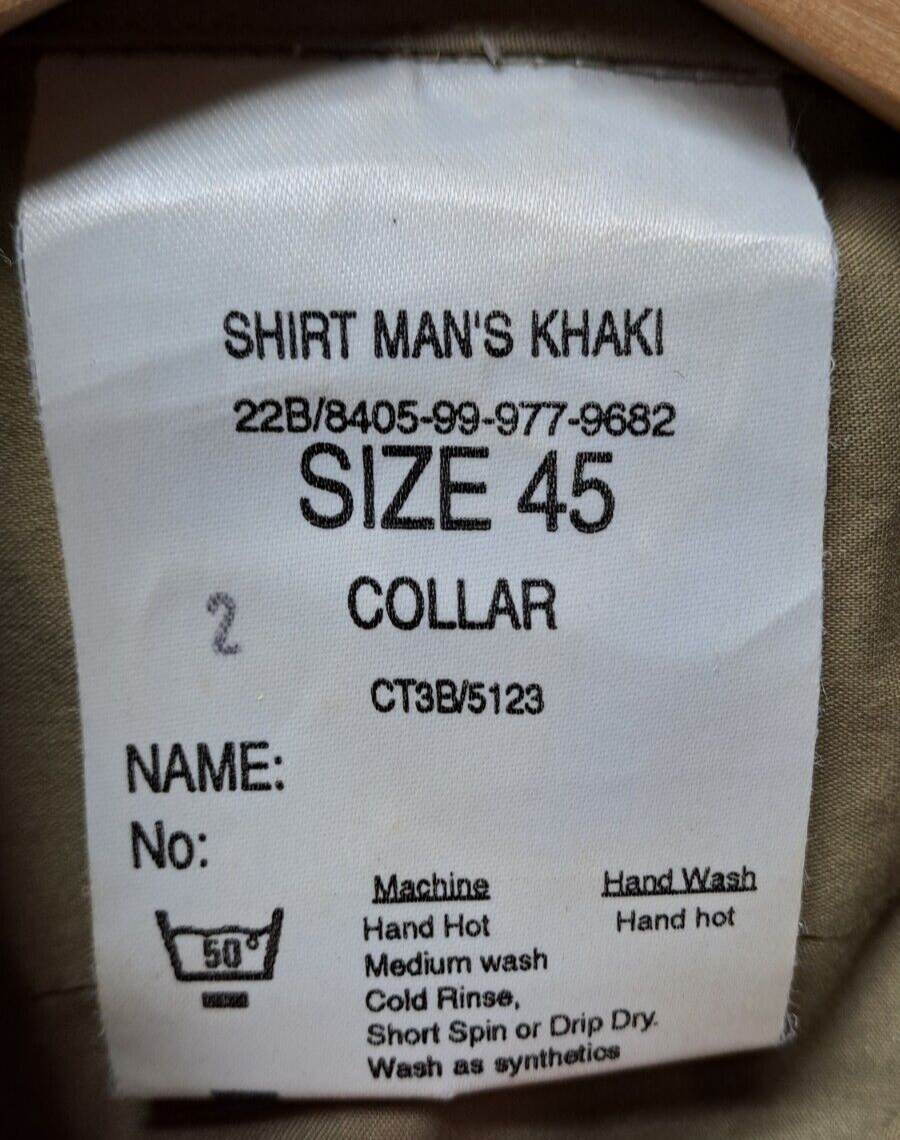 SHIRT MAN'S KHAKI
22B/8405-99-977-9682
SIZE 45
COLLAR
2
CT3B/5123
NAME:
No:
50°
Machine
Hand Hot
Medium wash
Cold Rinse,
Short Spin or Drip Dry.
Wash as synthetics
Hand Wash
Hand hot